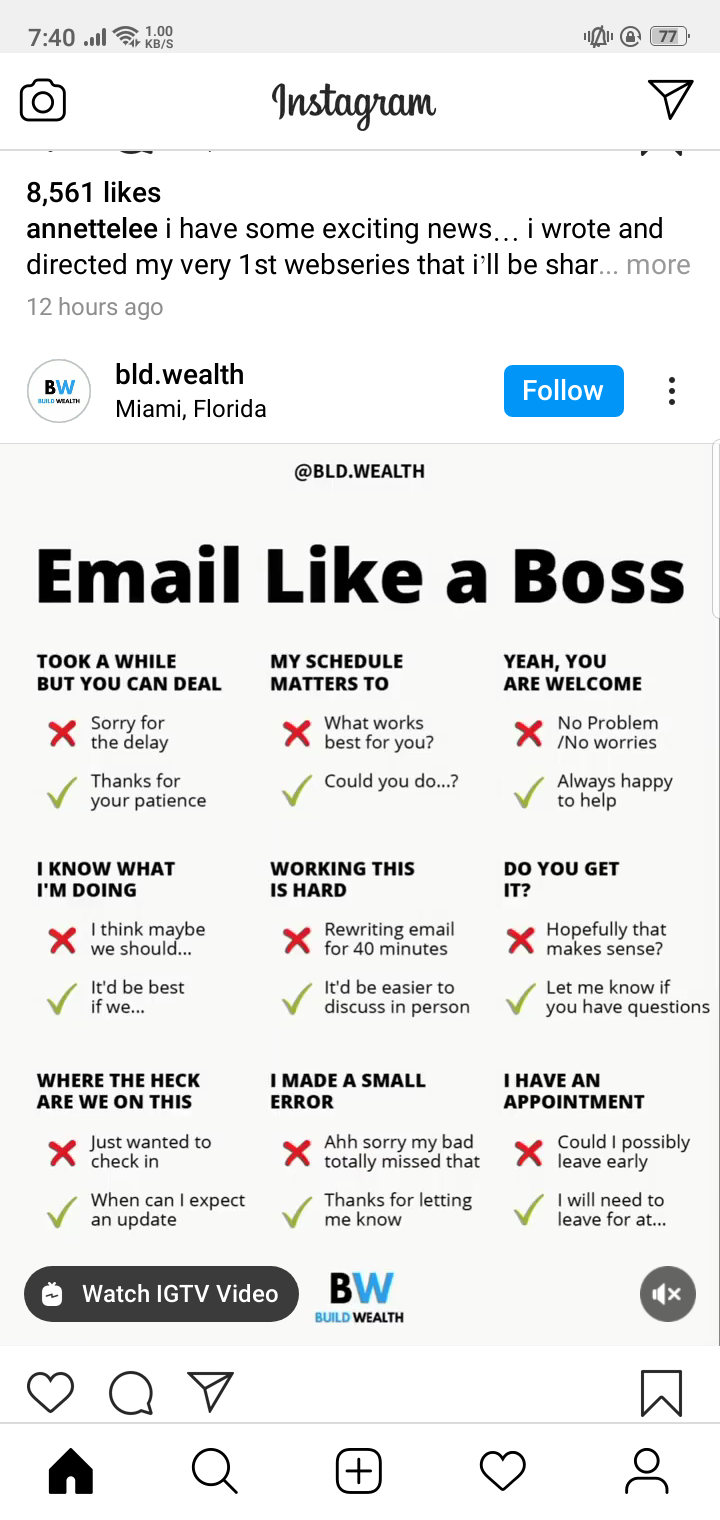 7:40
1.00
KB/S
77
Instagram
8,561 likes
annettelee i have some exciting news... i wrote and
directed my very 1st webseries that i'll be shar... more
12 hours ago
BW
BUILD WEALTH
bld.wealth
Miami, Florida
Follow
@BLD.WEALTH
Email Like a Boss
TOOK A WHILE
BUT YOU CAN DEAL
Sorry for
the delay
Thanks for
your patience
MY SCHEDULE
MATTERS TO
What works
best for you?
Could you do...?
YEAH, YOU
ARE WELCOME
No Problem
/No worries
Always happy
to help
I KNOW WHAT
I'M DOING
I think maybe
we should...
It'd be best
if we...
WORKING THIS
IS HARD
Rewriting email
for 40 minutes
It'd be easier to
discuss in person
DO YOU GET
IT?
Hopefully that
makes sense?
Let me know if
you have questions
WHERE THE HECK
ARE WE ON THIS
Just wanted to
check in
When can I expect
an update
I MADE A SMALL
ERROR
Ahh sorry my bad
totally missed that
Thanks for letting
me know
I HAVE AN
APPOINTMENT
Could I possibly
leave early
I will need to
leave for at...
Watch IGTV Video
BW
BUILD WEALTH